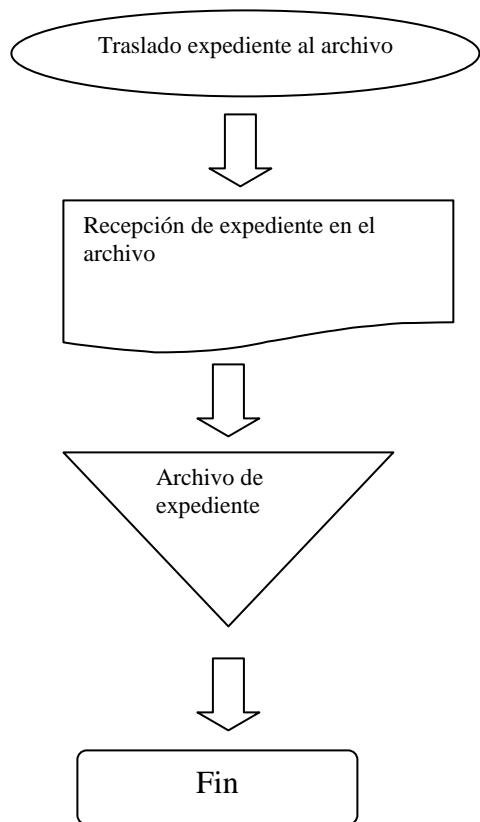 Traslado expediente al archivo
Recepción de expediente en el
archivo
Archivo de
expediente
Fin